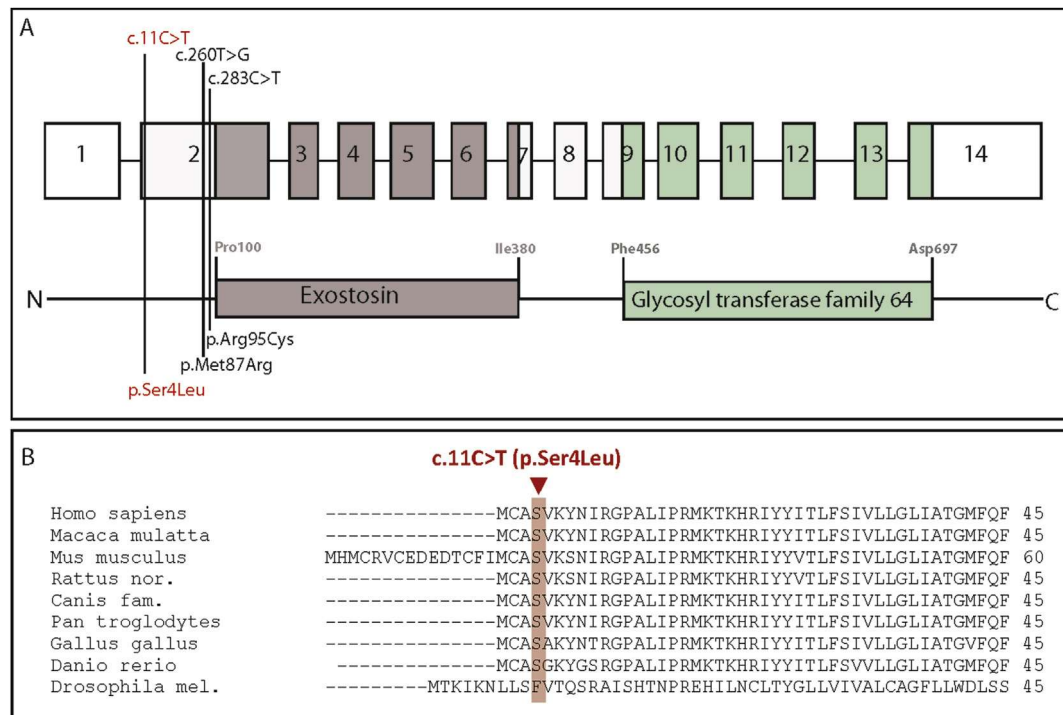 A
c.11C>T
c.260T>G
c.283C>T
1 2 3 4 5 6 7 8 9 10 11 12 13 14
Pro100 Ile380 Phe456 Asp697
N Exostosin Glycosyl transferase family 64 C
p.Arg95Cys
p.Met87Arg
p.Ser4Leu
B
c.11C>T (p.Ser4Leu)
Homo sapiens ---------------MCASVKYNIRGPALIPRMKTKHRIYYITLFSIVLLGLIATGMFQF 45
Macaca mulatta ---------------MCASVKYNIRGPALIPRMKTKHRIYYITLFSIVLLGLIATGMFQF 45
Mus musculus MHMCRVCEDEDTCFIMCASVKSNIRGPALIPRMKTKHRIYYVTLFSIVLLGLIATGMFQF 60
Rattus nor. ---------------MCASVKSNIRGPALIPRMKTKHRIYYVTLFSIVLLGLIATGMFQF 45
Canis fam. ---------------MCASVKYNIRGPALIPRMKTKHRIYYITLFSIVLLGLIATGMFQF 45
Pan troglodytes ---------------MCASVKYNIRGPALIPRMKTKHRIYYITLFSIVLLGLIATGMFQF 45
Gallus gallus ---------------MCASAKYNTRGPALIPRMKTKHRIYYITLFSIVLLGLIATGVFQF 45
Danio rerio --------------MCASGKYGSRGPALIPRMKTKHRIYYITLFSVVLLGLIATGMFQF 45
Drosophila mel. ---------MTKIKNLLSFVTQSRAISHTNPREHILNCLTYGLLVIVALCAGFLLWDLSS 45